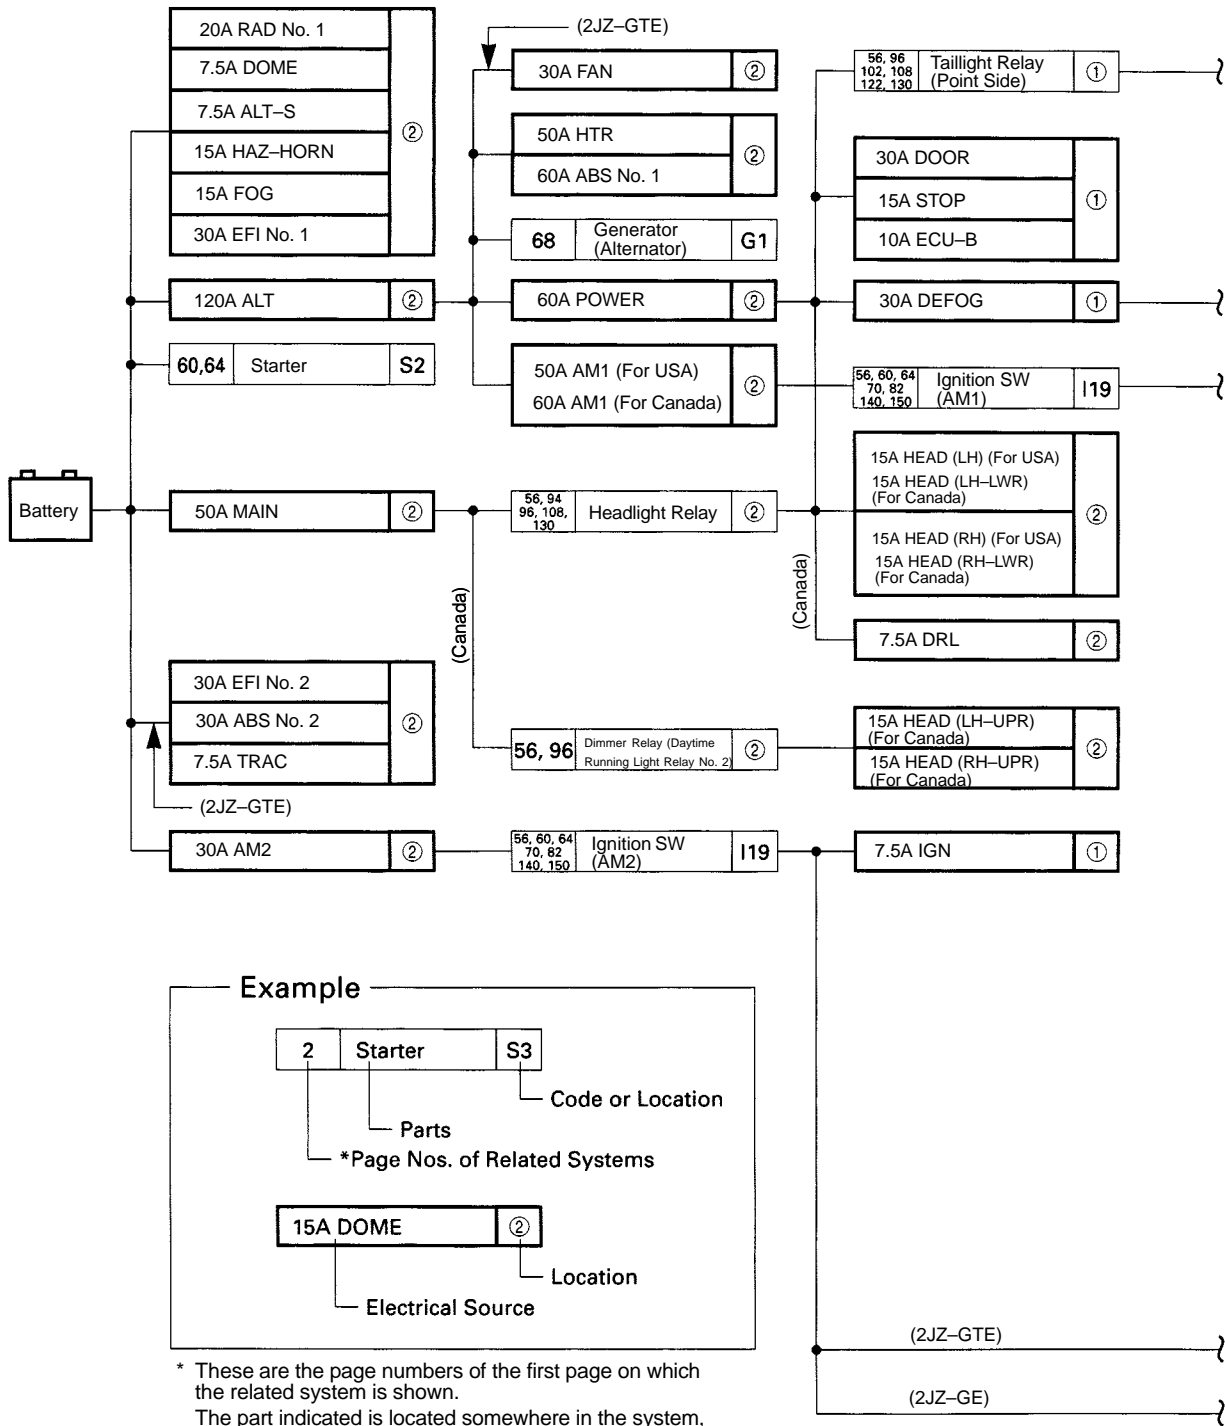 (2JZ–GTE)
20A RAD No. 1
7.5A DOME
7.5A ALT–S
15A HAZ–HORN
15A FOG
30A EFI No. 1
②
30A FAN ②
50A HTR
60A ABS No. 1
②
68 Generator
(Alternator) G1
56, 96
102, 108
122, 130
Taillight Relay
(Point Side)
①
30A DOOR
15A STOP
10A ECU–B
①
120A ALT ②
60A POWER ②
30A DEFOG ①
60,64 Starter S2
50A AM1 (For USA)
60A AM1 (For Canada)
②
56, 60, 64
70, 82
140, 150
Ignition SW
(AM1)
I19
Battery
50A MAIN ②
56, 94
96, 108,
130
Headlight Relay ②
15A HEAD (LH) (For USA)
15A HEAD (LH–LWR)
(For Canada)
15A HEAD (RH) (For USA)
15A HEAD (RH–LWR)
(For Canada)
②
(Canada)
(Canada)
7.5A DRL ②
30A EFI No. 2
30A ABS No. 2
7.5A TRAC
②
(2JZ–GTE)
56, 96
Dimmer Relay (Daytime
Running Light Relay No. 2)
②
15A HEAD (LH–UPR)
(For Canada)
15A HEAD (RH–UPR)
(For Canada)
②
30A AM2 ②
56, 60, 64
70, 82
140, 150
Ignition SW
(AM2)
I19
7.5A IGN ①
Example
2 Starter S3
Code or Location
Parts
*Page Nos. of Related Systems
15A DOME ②
Location
Electrical Source
(2JZ–GTE)
(2JZ–GE)
* These are the page numbers of the first page on which
the related system is shown.
The part indicated is located somewhere in the system,